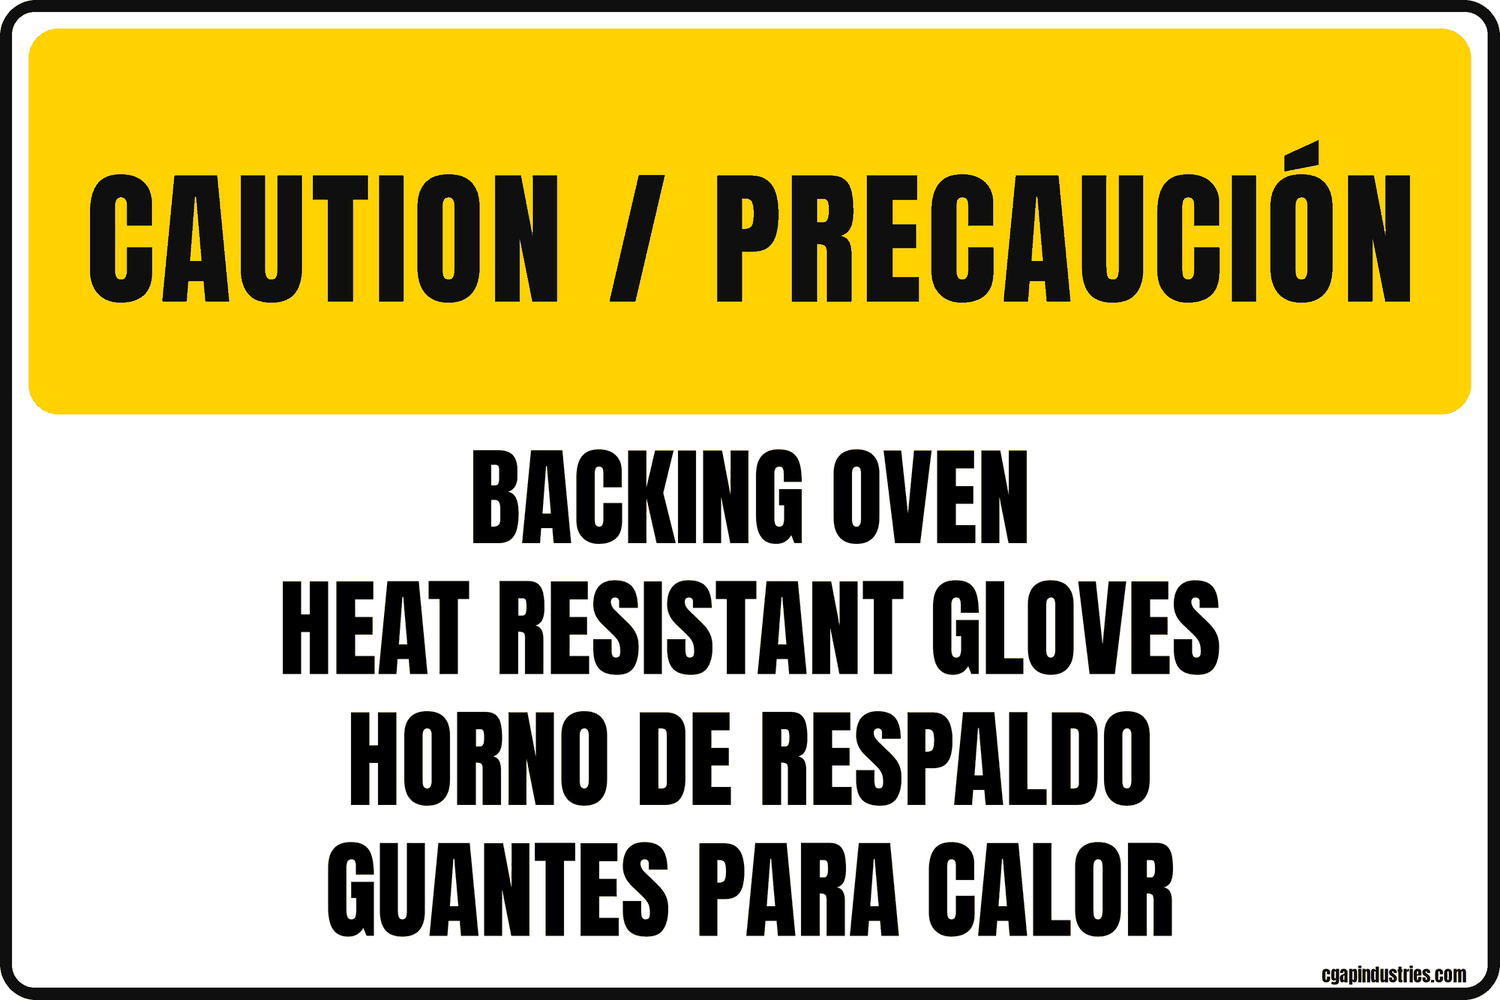 CAUTION / PRECAUCIÓN
BACKING OVEN
HEAT RESISTANT GLOVES
HORNO DE RESPALDO
GUANTES PARA CALOR
cgapindustries.com